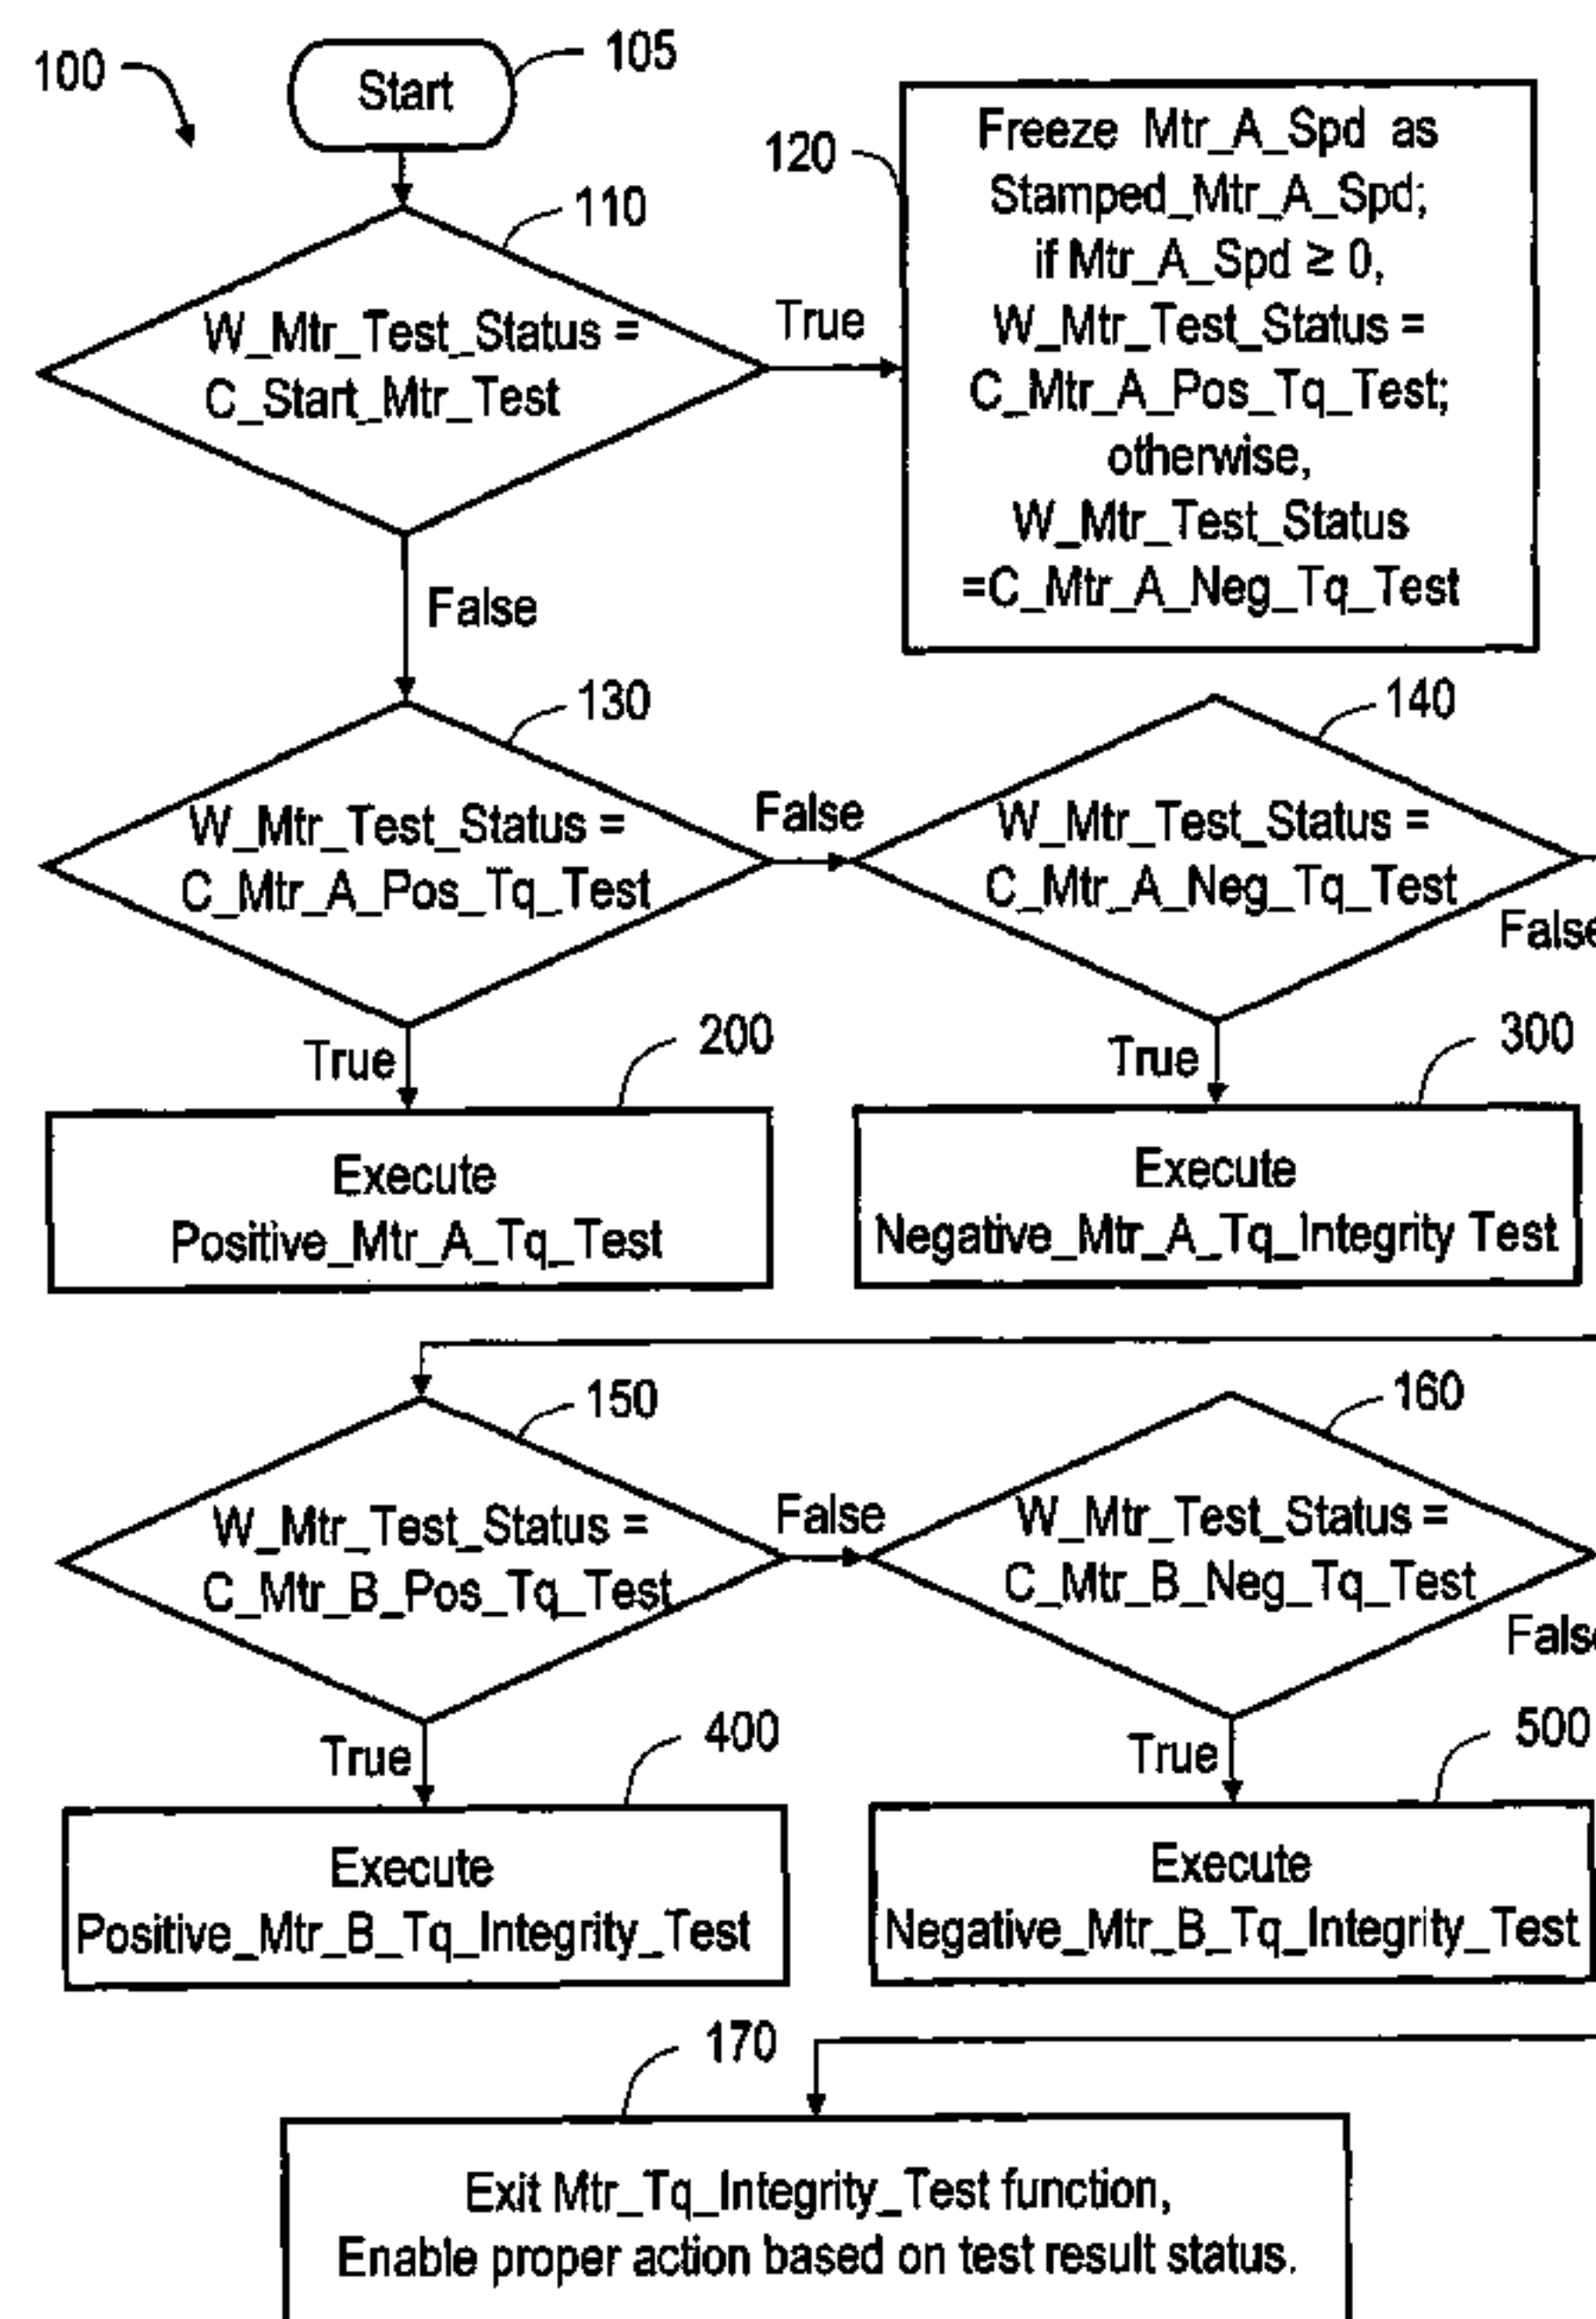 100
Start
105
110
W_Mtr_Test_Status =
C_Start_Mtr_Test
True
False
120
Freeze Mtr_A_Spd as
Stamped_Mtr_A_Spd;
if Mtr_A_Spd ≥ 0,
W_Mtr_Test_Status =
C_Mtr_A_Pos_Tq_Test;
otherwise,
W_Mtr_Test_Status
=C_Mtr_A_Neg_Tq_Test
130
W_Mtr_Test_Status =
C_Mtr_A_Pos_Tq_Test
False
True
140
W_Mtr_Test_Status =
C_Mtr_A_Neg_Tq_Test
False
True
200
Execute
Positive_Mtr_A_Tq_Test
300
Execute
Negative_Mtr_A_Tq_Integrity Test
150
W_Mtr_Test_Status =
C_Mtr_B_Pos_Tq_Test
False
True
160
W_Mtr_Test_Status =
C_Mtr_B_Neg_Tq_Test
False
True
400
Execute
Positive_Mtr_B_Tq_Integrity_Test
500
Execute
Negative_Mtr_B_Tq_Integrity_Test
170
Exit Mtr_Tq_Integrity_Test function,
Enable proper action based on test result status.